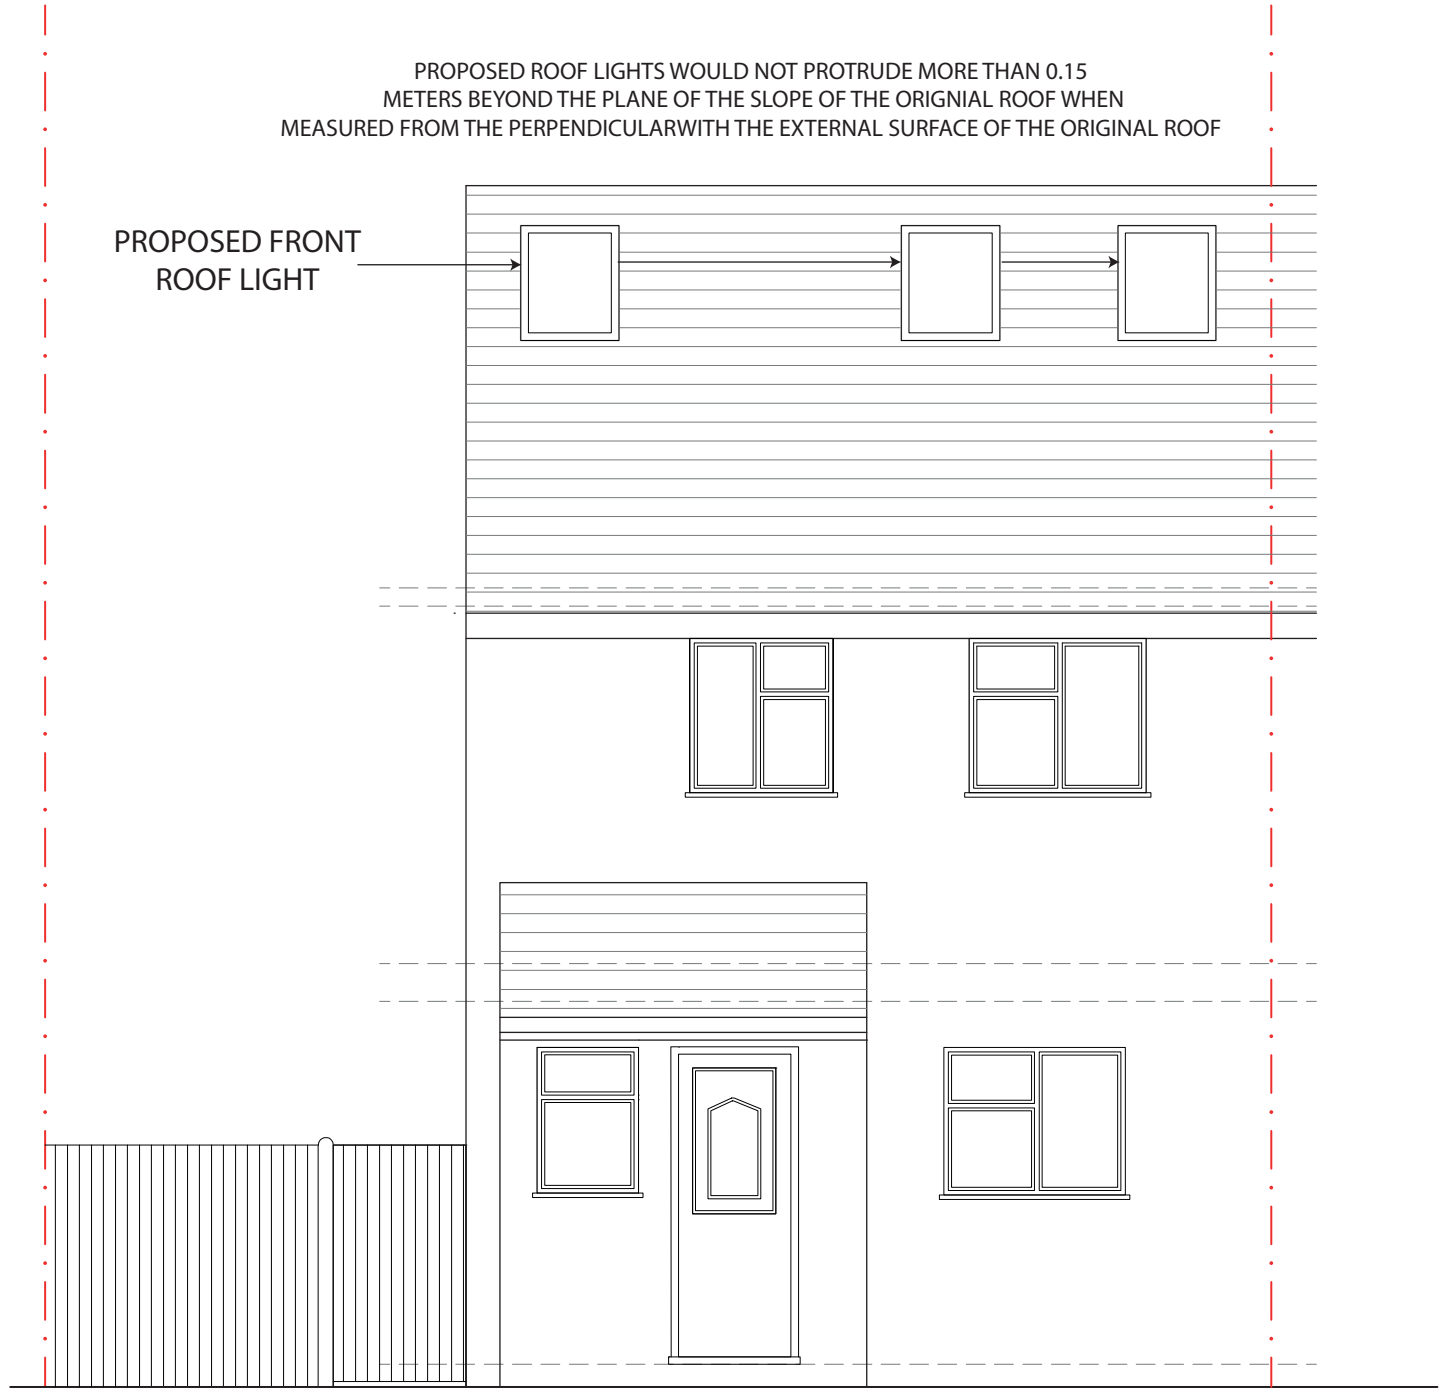 PROPOSED ROOF LIGHTS WOULD NOT PROTRUDE MORE THAN 0.15
METERS BEYOND THE PLANE OF THE SLOPE OF THE ORIGNIAL ROOF WHEN
MEASURED FROM THE PERPENDICULARWITH THE EXTERNAL SURFACE OF THE ORIGINAL ROOF
PROPOSED FRONT
ROOF LIGHT